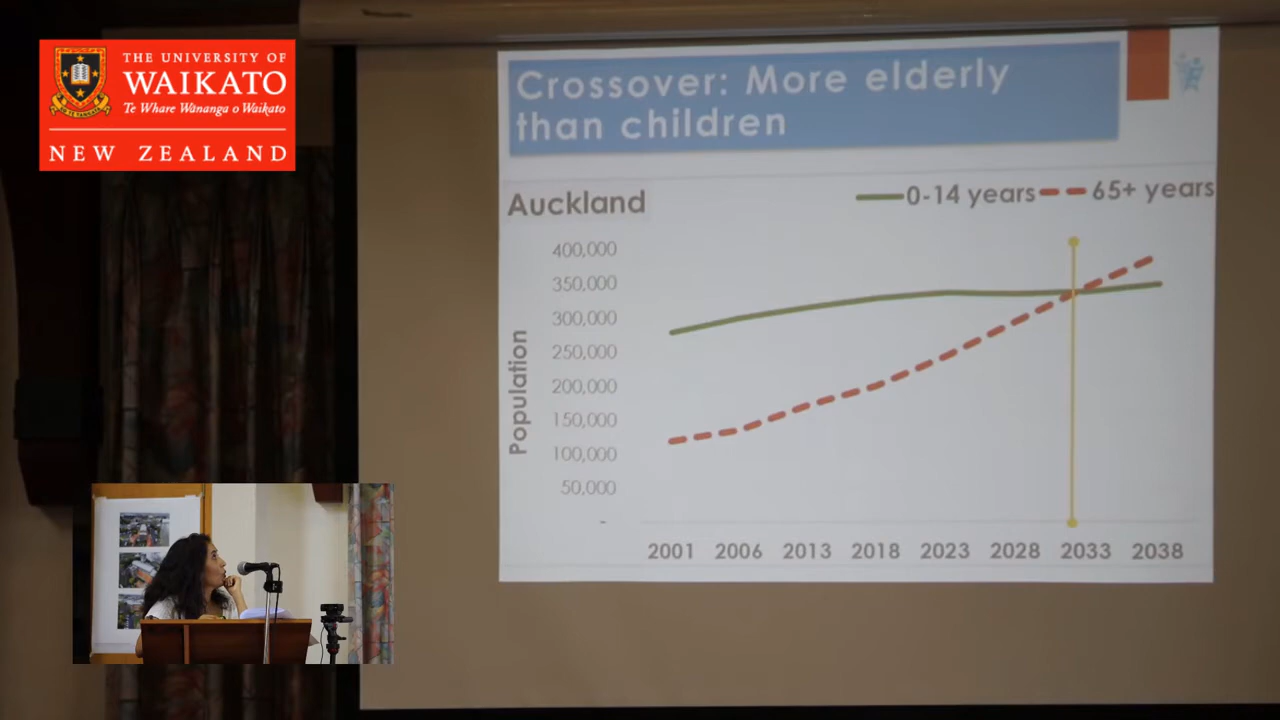 THE UNIVERSITY OF
WAIKATO
Te Whare Wānanga o Waikato
NEW ZEALAND
Crossover: More elderly
than children
Auckland
0-14 years
65+ years
Population
400,000
350,000
300,000
250,000
200,000
150,000
100,000
50,000
-
2001 2006 2013 2018 2023 2028 2033 2038